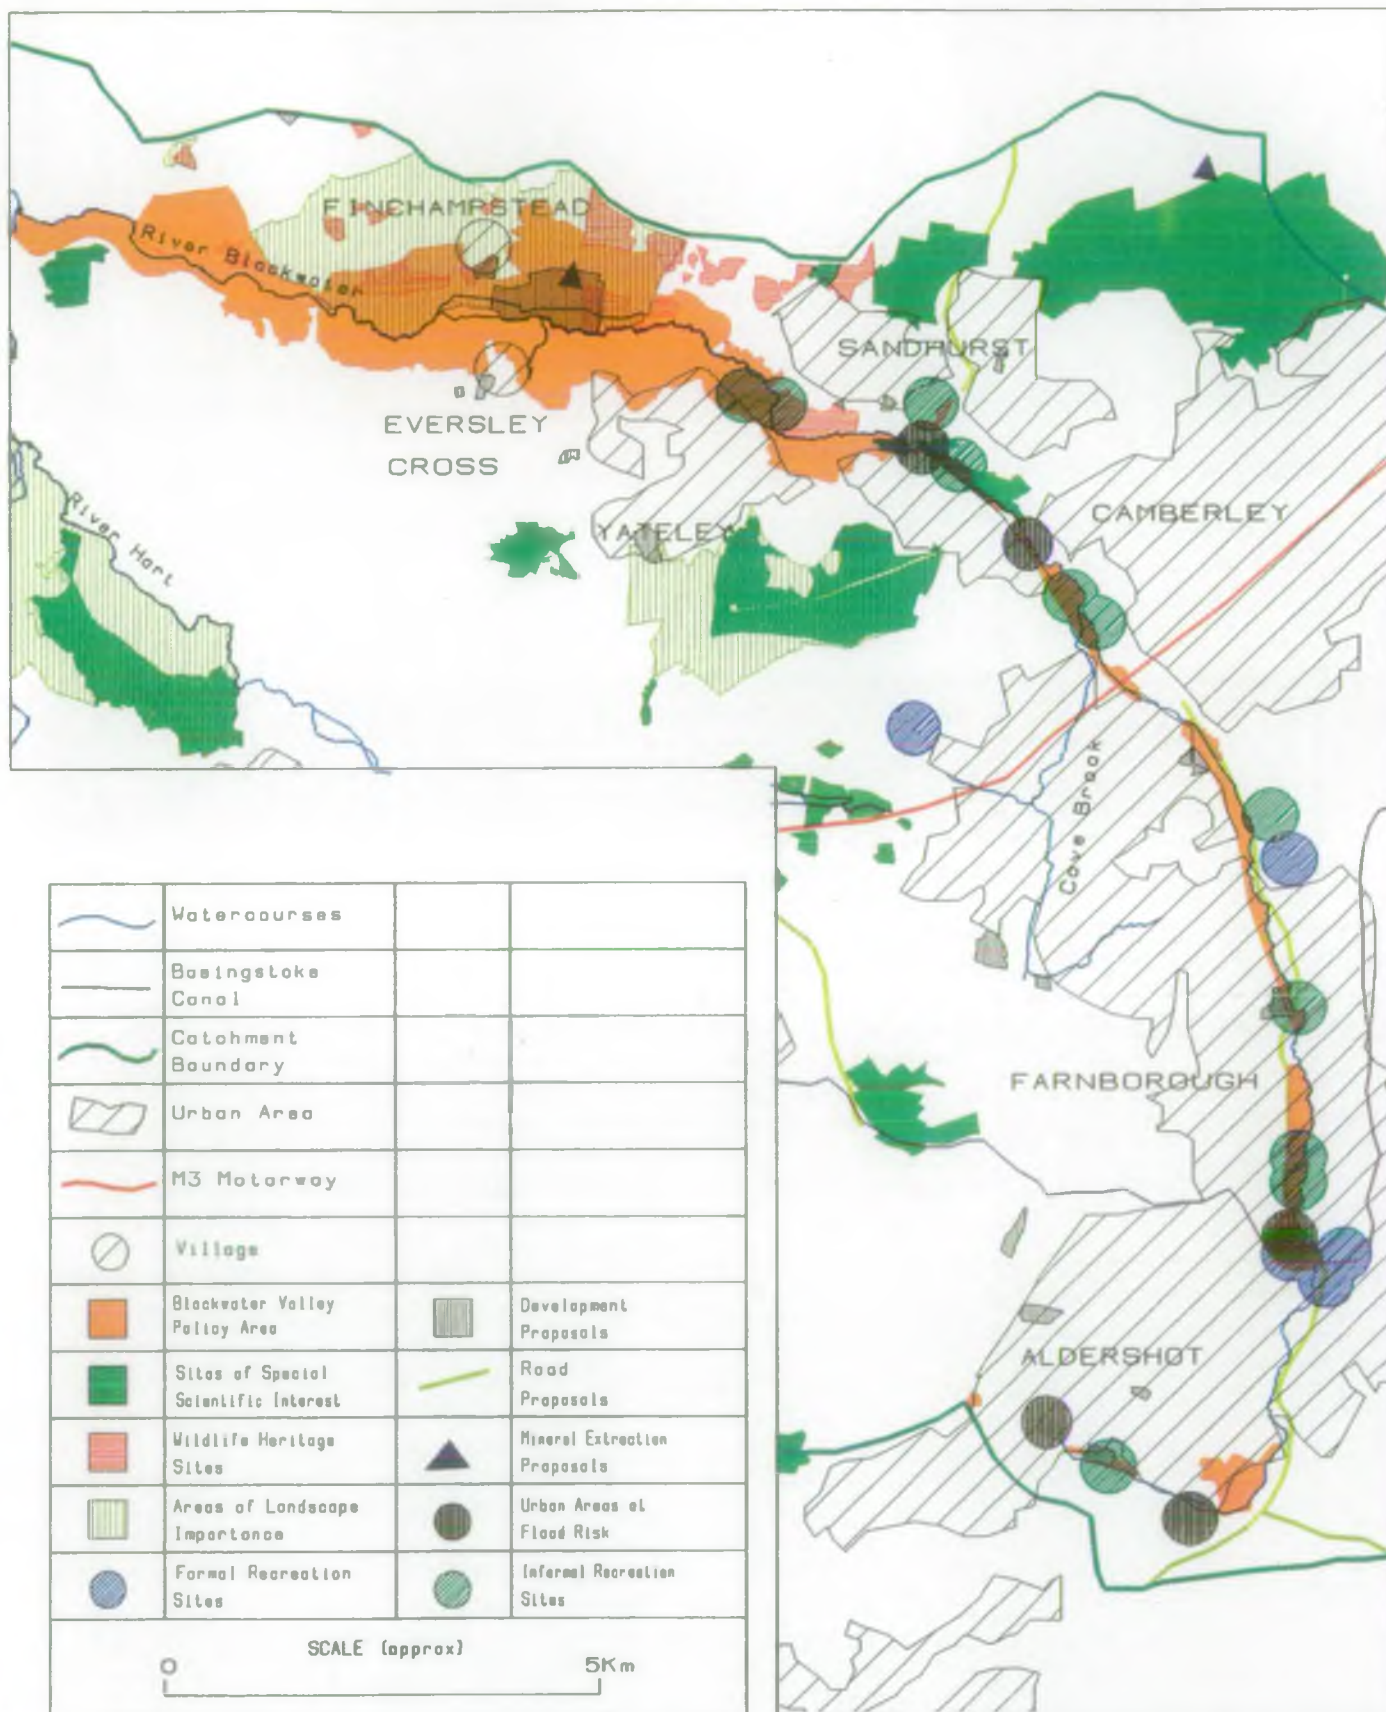 FINCHAMPSTEAD
River Blackwater
SANDHURST
EVERSLEY
CROSS
River Hart
YATELEY
CAMBERLEY
Cove Brook
FARNBOROUGH
ALDERSHOT
Watercourses
Basingstoke
Canal
Catchment
Boundary
Urban Area
M3 Motorway
Village
Blackwater Valley
Policy Area
Development
Proposals
Sites of Special
Scientific Interest
Road
Proposals
Wildlife Heritage
Sites
Mineral Extraction
Proposals
Areas of Landscape
Importance
Urban Areas at
Flood Risk
Formal Recreation
Sites
Informal Recreation
Sites
SCALE (approx)
0 5Km